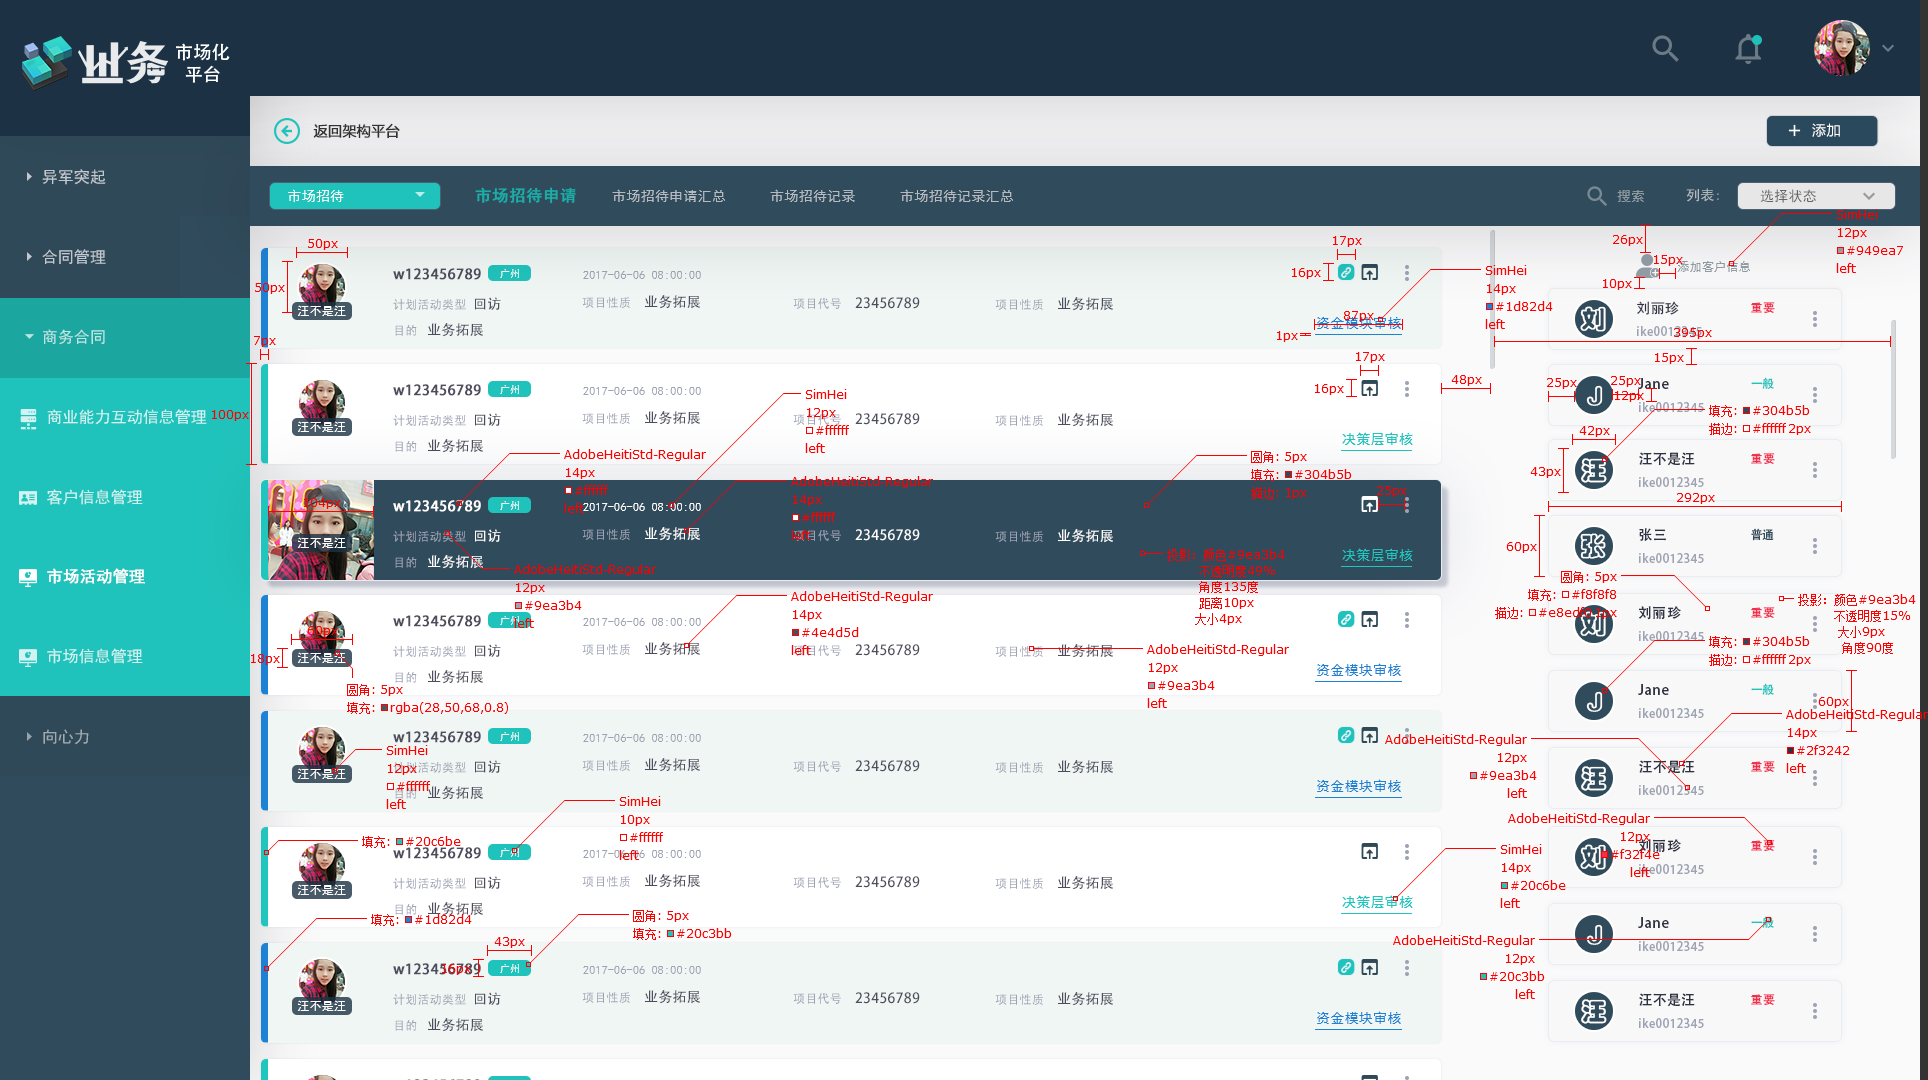 业务 市场化
平台
返回架构平台
+ 添加
市场招待
市场招待申请
市场招待申请汇总
市场招待记录
市场招待记录汇总
搜索
列表：
选择状态
异军突起
合同管理
商务合同
商业能力互动信息管理
客户信息管理
市场活动管理
市场信息管理
向心力
50px
50px
7px
100px
w123456789 广州 2017-06-06 08:00:00
计划活动类型 回访 项目性质 业务拓展 项目代号 23456789 项目性质 业务拓展
目的 业务拓展
汪不是汪
资金模块审核
17px
16px
87px
1px
SimHei
14px
#1d82d4
left
w123456789 广州 2017-06-06 08:00:00
计划活动类型 回访 项目性质 业务拓展 项目代号 23456789 项目性质 业务拓展
目的 业务拓展
汪不是汪
决策层审核
17px
16px
48px
SimHei
12px
#ffffff
left
AdobeHeitiStd-Regular
14px
#ffffff
left
w123456789 广州 2017-06-06 08:00:00
计划活动类型 回访 项目性质 业务拓展 项目代号 23456789 项目性质 业务拓展
目的 业务拓展
汪不是汪
决策层审核
AdobeHeitiStd-Regular
14px
#ffffff
圆角：5px
填充：#304b5b
描边：1px
25px
投影：颜色#9ea3b4
角度135度
距离10px
大小4px
AdobeHeitiStd-Regular
12px
#9ea3b4
left
w123456789 2017-06-06 08:00:00
计划活动类型 回访 项目性质 业务拓展 项目代号 23456789 项目性质 业务拓展
目的 业务拓展
汪不是汪
资金模块审核
60px
18px
圆角：5px
填充：rgba(28,50,68,0.8)
AdobeHeitiStd-Regular
14px
#4e4d5d
left
AdobeHeitiStd-Regular
12px
#9ea3b4
left
w123456789 广州 2017-06-06 08:00:00
计划活动类型 回访 项目性质 业务拓展 项目代号 23456789 项目性质 业务拓展
目的 业务拓展
汪不是汪
资金模块审核
SimHei
12px
#ffffff
left
SimHei
10px
#ffffff
left
填充：#20c6be
w123456789 广州 2017-06-06 08:00:00
计划活动类型 回访 项目性质 业务拓展 项目代号 23456789 项目性质 业务拓展
目的 业务拓展
汪不是汪
决策层审核
SimHei
14px
#20c6be
left
填充：#1d82d4
圆角：5px
填充：#20c3bb
43px
w123456789 广州 2017-06-06 08:00:00
计划活动类型 回访 项目性质 业务拓展 项目代号 23456789 项目性质 业务拓展
目的 业务拓展
汪不是汪
资金模块审核
SimHei
12px
#949ea7
left
26px
15px
添加客户信息
10px
刘 刘丽珍 重要
ike0012345
395px
15px
J Jane 一般
ike0012345
25px
25px
12px
填充：#304b5b
描边：#ffffff 2px
42px
43px
汪 汪不是汪 重要
ike0012345
292px
60px
张 张三 普通
ike0012345
圆角：5px
填充：#f8f8f8
投影：颜色#9ea3b4
不透明度15%
大小9px
角度90度
刘 刘丽珍 重要
ike0012345
填充：#304b5b
描边：#ffffff 2px
J Jane 一般
ike0012345
60px
AdobeHeitiStd-Regular
14px
#2f3242
left
AdobeHeitiStd-Regular
12px
#9ea3b4
left
汪 汪不是汪 重要
ike0012345
AdobeHeitiStd-Regular
12px
#f32f4e
left
刘 刘丽珍 重要
ike0012345
J Jane 一般
ike0012345
AdobeHeitiStd-Regular
12px
#20c3bb
left
汪 汪不是汪 重要
ike0012345